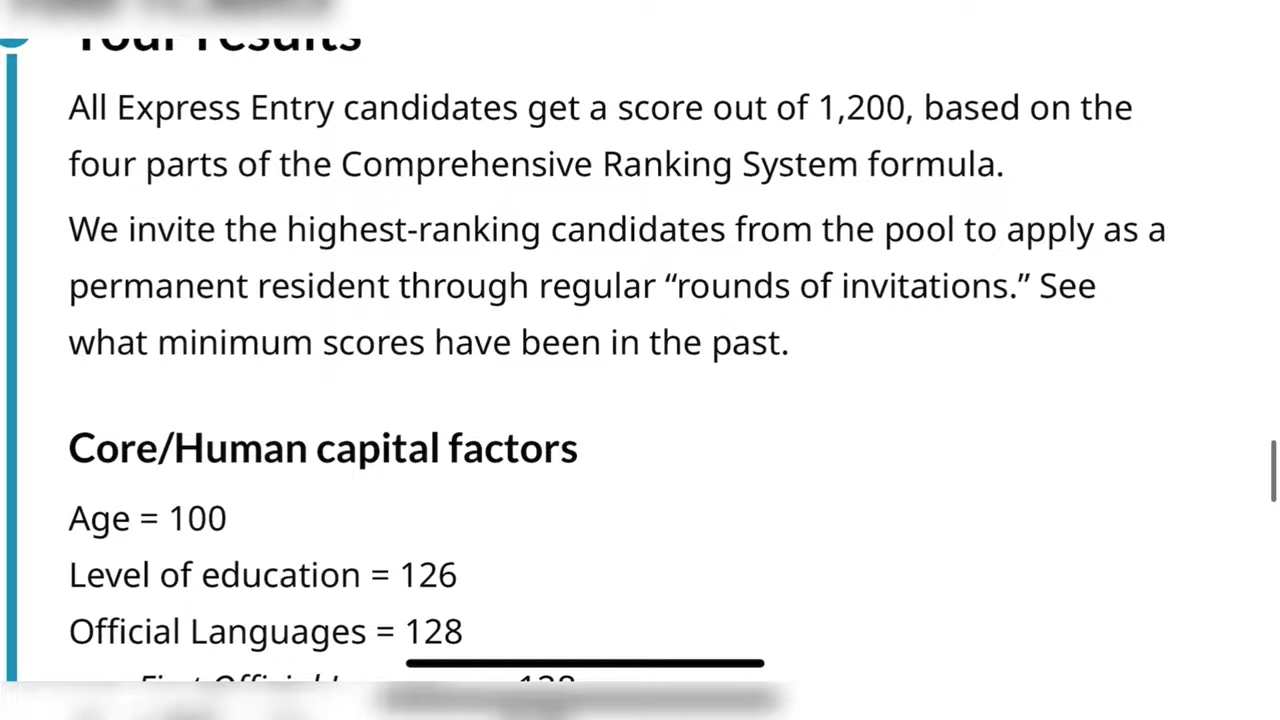 Your results
All Express Entry candidates get a score out of 1,200, based on the
four parts of the Comprehensive Ranking System formula.
We invite the highest-ranking candidates from the pool to apply as a
permanent resident through regular “rounds of invitations.” See
what minimum scores have been in the past.
Core/Human capital factors
Age = 100
Level of education = 126
Official Languages = 128